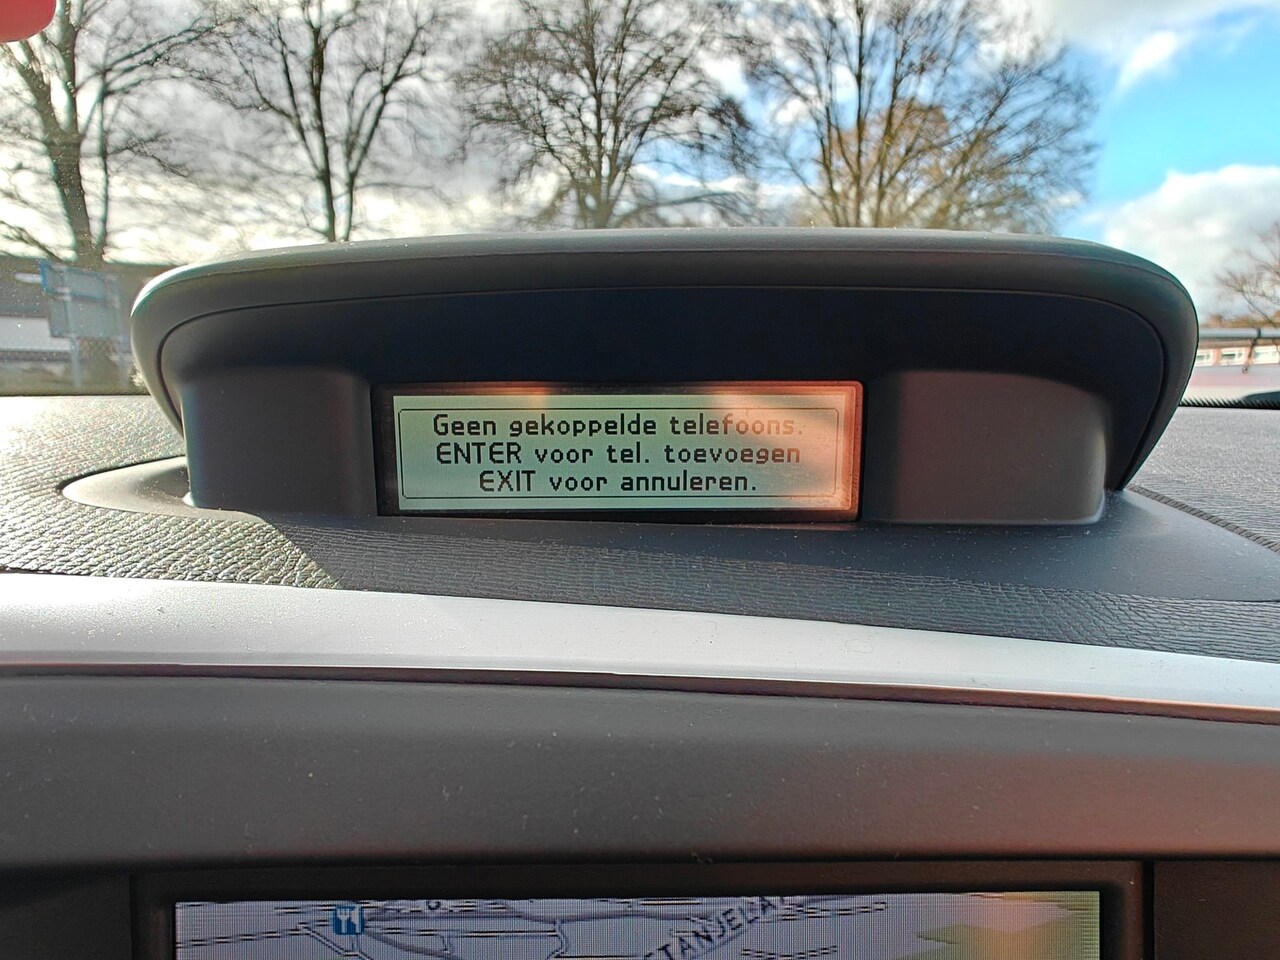 Geen gekoppelde telefoons.
ENTER voor tel. toevoegen
EXIT voor annuleren.